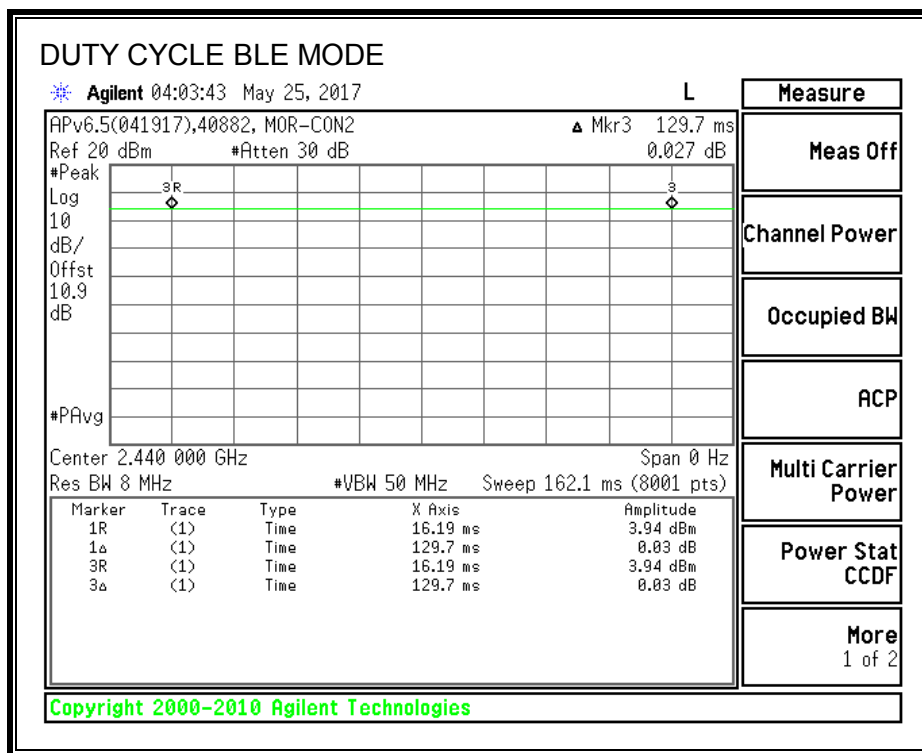 DUTY CYCLE BLE MODE
Agilent 04:03:43 May 25, 2017 L
Measure
APv6.5(041917),40882, MOR-CON2 Δ Mkr3 129.7 ms
Ref 20 dBm #Atten 30 dB 0.027 dB
Meas Off
#Peak
Log
10
dB/
Offst
10.9
dB
3R 3
#PAvg
Channel Power
Occupied BW
ACP
Center 2.440 000 GHz Span 0 Hz
Res BW 8 MHz #VBW 50 MHz Sweep 162.1 ms (8001 pts)
Multi Carrier
Power
Marker Trace Type X Axis Amplitude
1R (1) Time 16.19 ms 3.94 dBm
1Δ (1) Time 129.7 ms 0.03 dB
3R (1) Time 16.19 ms 3.94 dBm
3Δ (1) Time 129.7 ms 0.03 dB
Power Stat
CCDF
More
1 of 2
Copyright 2000-2010 Agilent Technologies